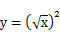 y = (√x)²